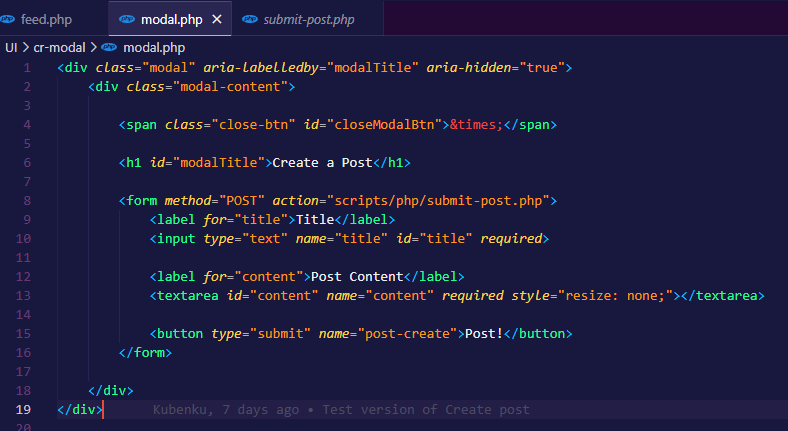 php feed.php
php modal.php ×
php submit-post.php
UI > cr-modal > php modal.php
1 <div class="modal" aria-labelledby="modalTitle" aria-hidden="true">
2 <div class="modal-content">
3
4 <span class="close-btn" id="closeModalBtn">&times;</span>
5
6 <h1 id="modalTitle">Create a Post</h1>
7
8 <form method="POST" action="scripts/php/submit-post.php">
9 <label for="title">Title</label>
10 <input type="text" name="title" id="title" required>
11
12 <label for="content">Post Content</label>
13 <textarea id="content" name="content" required style="resize: none;"></textarea>
14
15 <button type="submit" name="post-create">Post!</button>
16 </form>
17
18 </div>
19 </div> Kubenku, 7 days ago • Test version of Create post
20